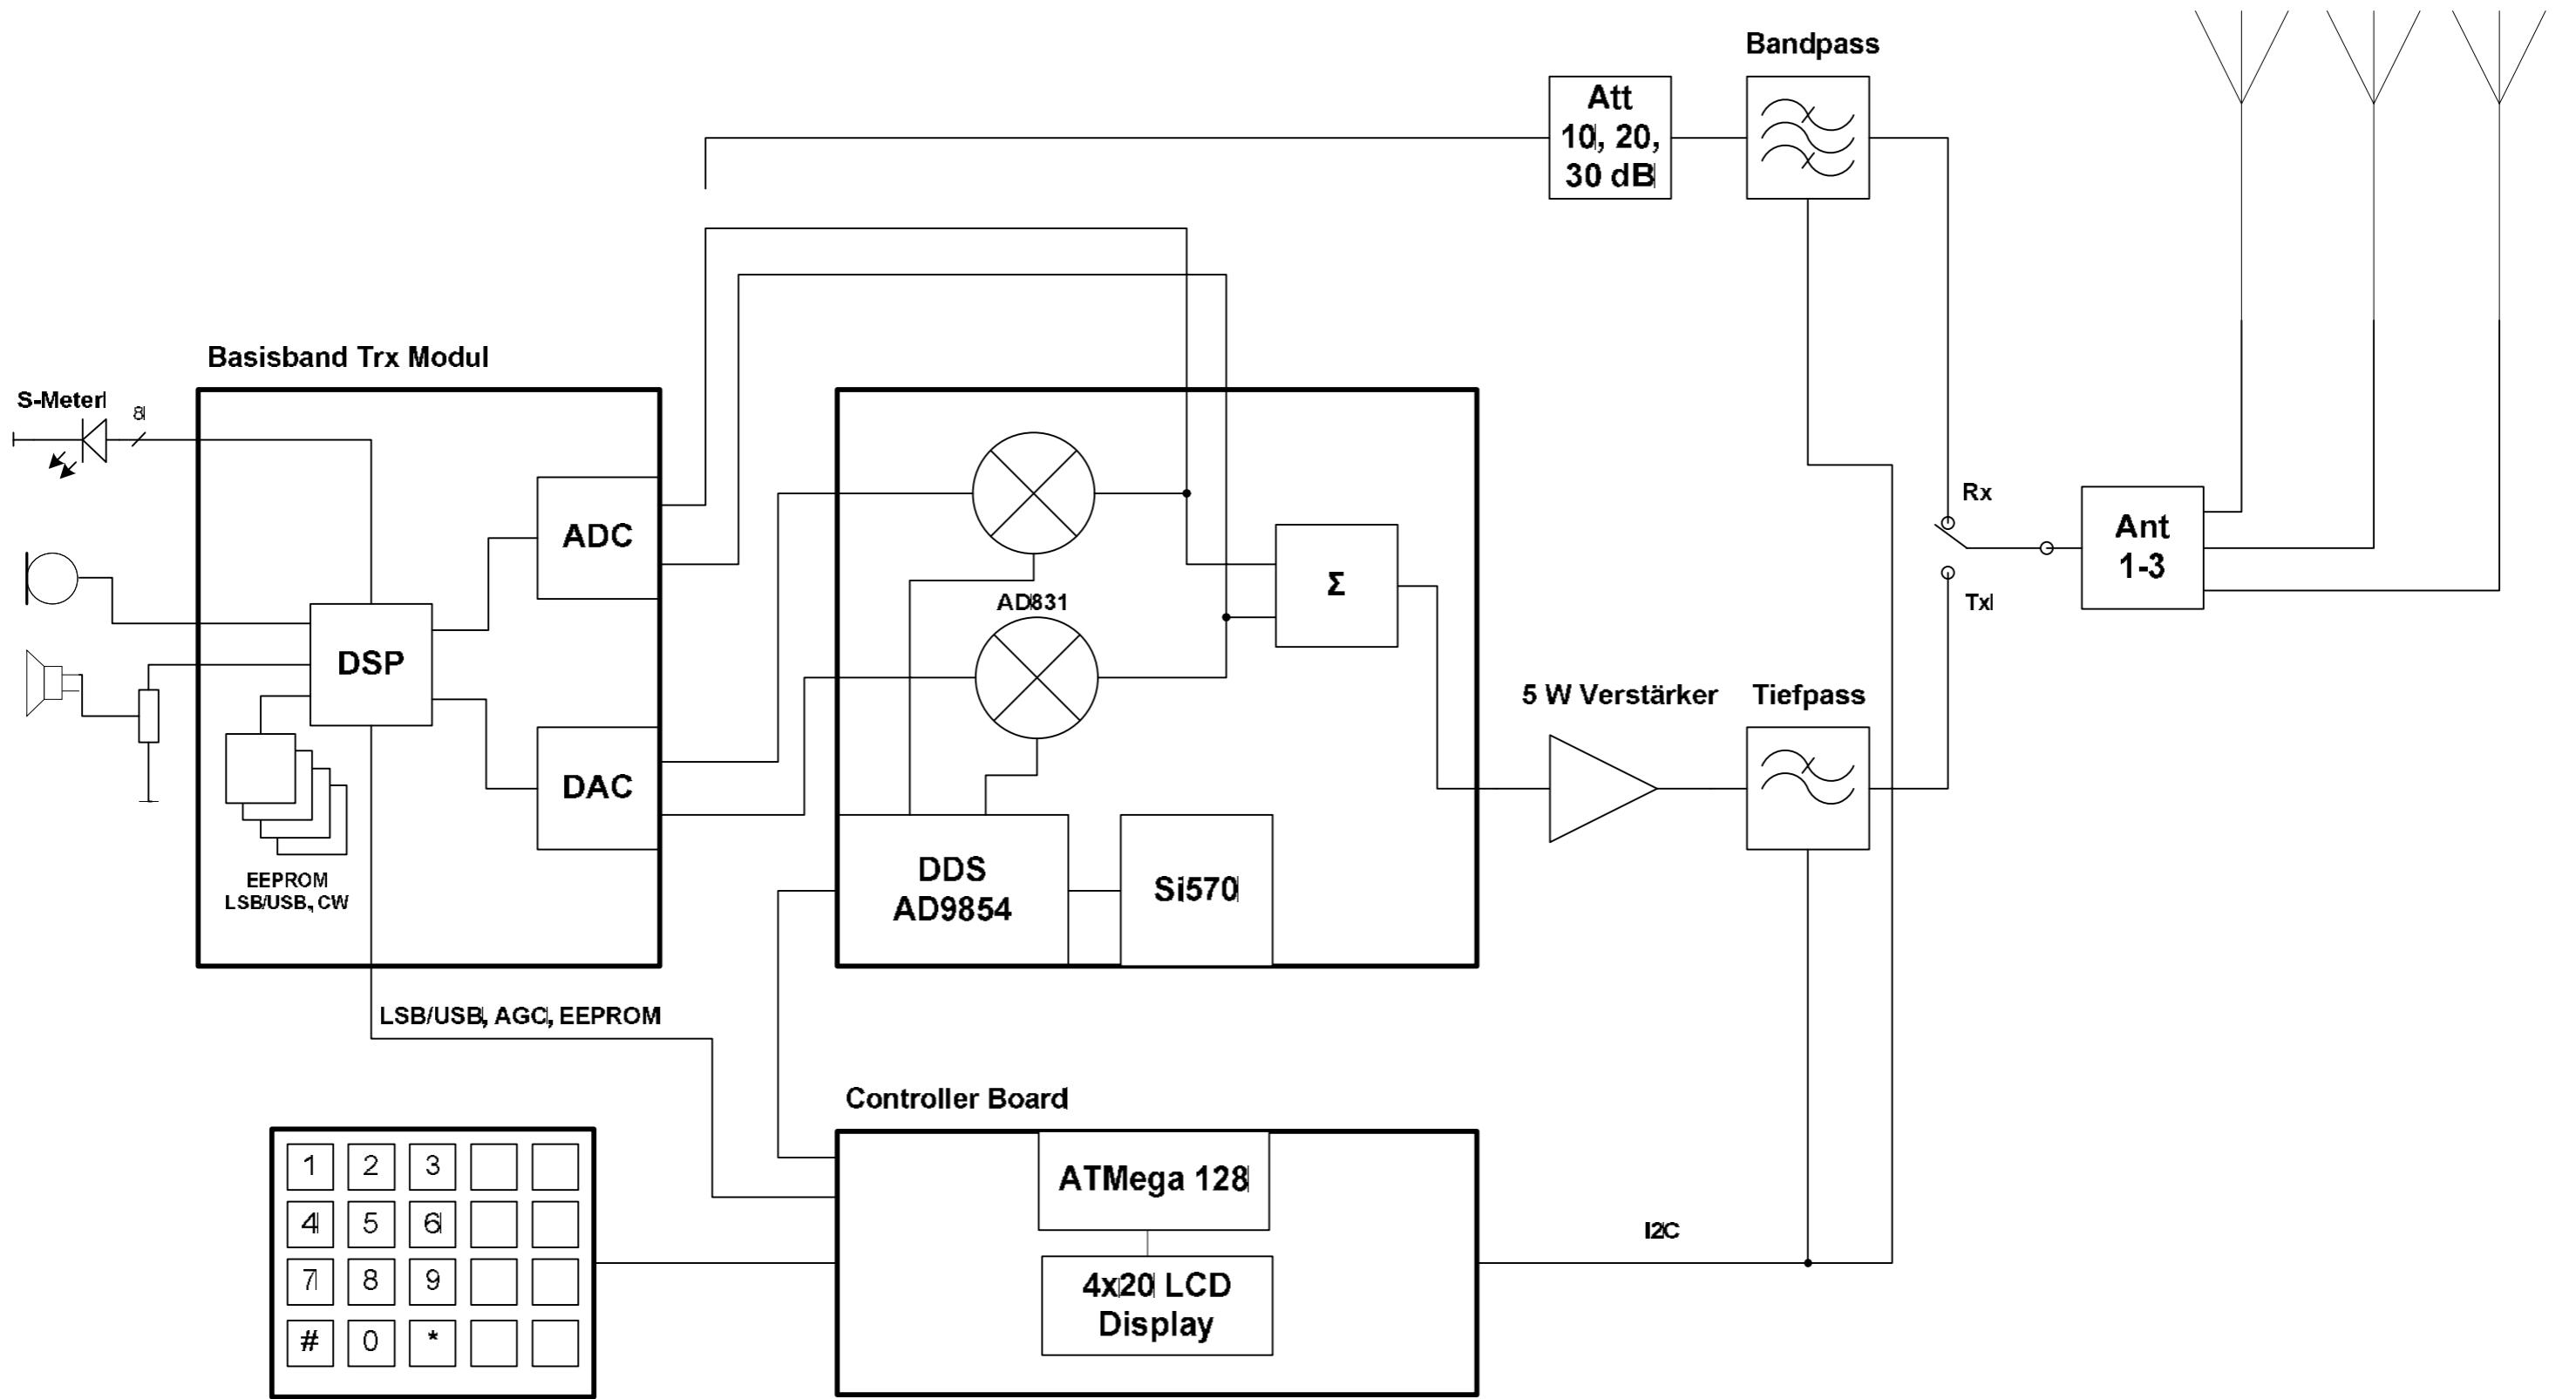 Bandpass
Att
10, 20,
30 dB
Basisband Trx Modul
S-Meter
8
Rx
ADC
Ant
1-3
Σ
AD831
Tx
DSP
5 W Verstärker
Tiefpass
DAC
EEPROM
LSB/USB, CW
DDS
AD9854
Si570
LSB/USB, AGC, EEPROM
Controller Board
1 2 3
4 5 6
7 8 9
# 0 *
ATMega 128
4x20 LCD
Display
I2C